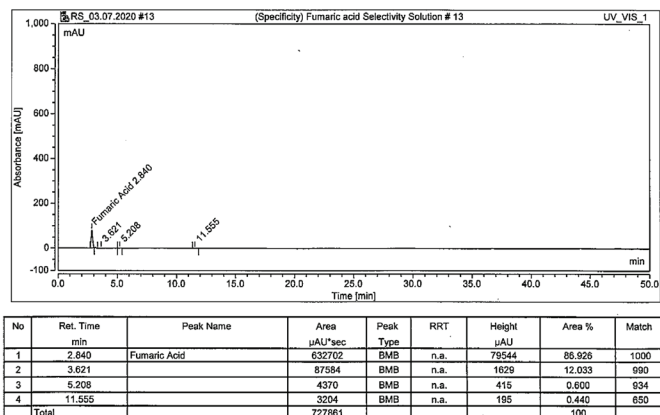 RS_03.07.2020 #13 (Specificity) Fumaric acid Selectivity Solution # 13 UV_VIS_1
mAU
1,000
800
600
400
200
0
-100
Absorbance [mAU]
Fumaric Acid 2.840
3.621
5.208
11.555
min
0.0 5.0 10.0 15.0 20.0 25.0 30.0 35.0 40.0 45.0 50.0
Time [min]
No Ret. Time Peak Name Area Peak RRT Height Area % Match
min µAU*sec Type µAU
1 2.840 Fumaric Acid 632702 BMB n.a. 79544 86.926 1000
2 3.621 87584 BMB n.a. 1629 12.033 990
3 5.208 4370 BMB n.a. 415 0.600 934
4 11.555 3204 BMB n.a. 195 0.440 650
Total 727861 100